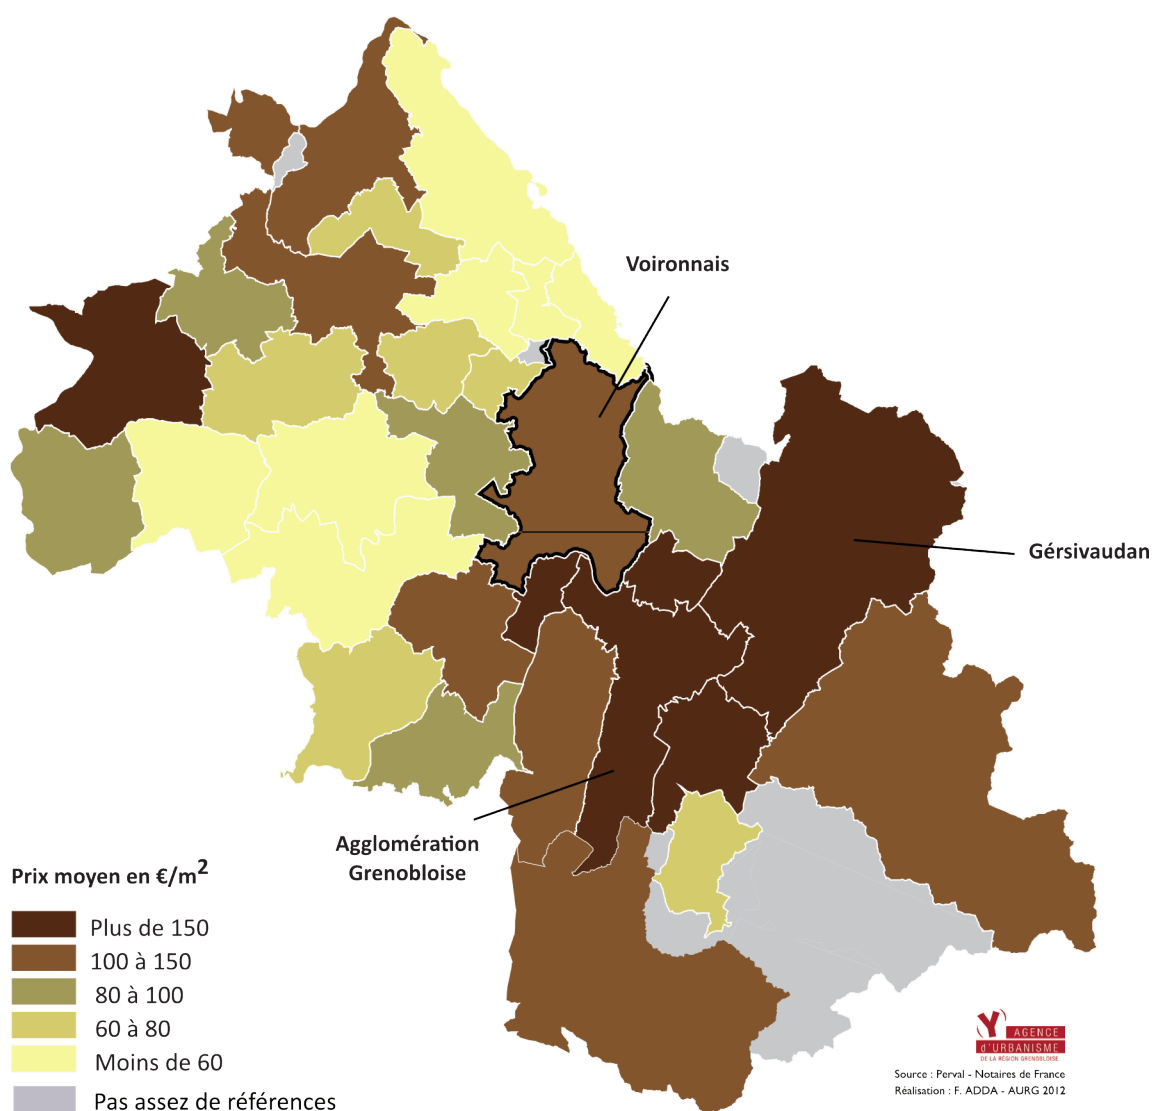 Voironnais
Gérsivaudan
Agglomération
Grenobloise
Prix moyen en €/m²
Plus de 150
100 à 150
80 à 100
60 à 80
Moins de 60
Pas assez de références
Y AGENCE
d'URBANISME
DE LA RÉGION GRENOBLOISE
Source : Perval - Notaires de France
Réalisation : F. ADDA - AURG 2012